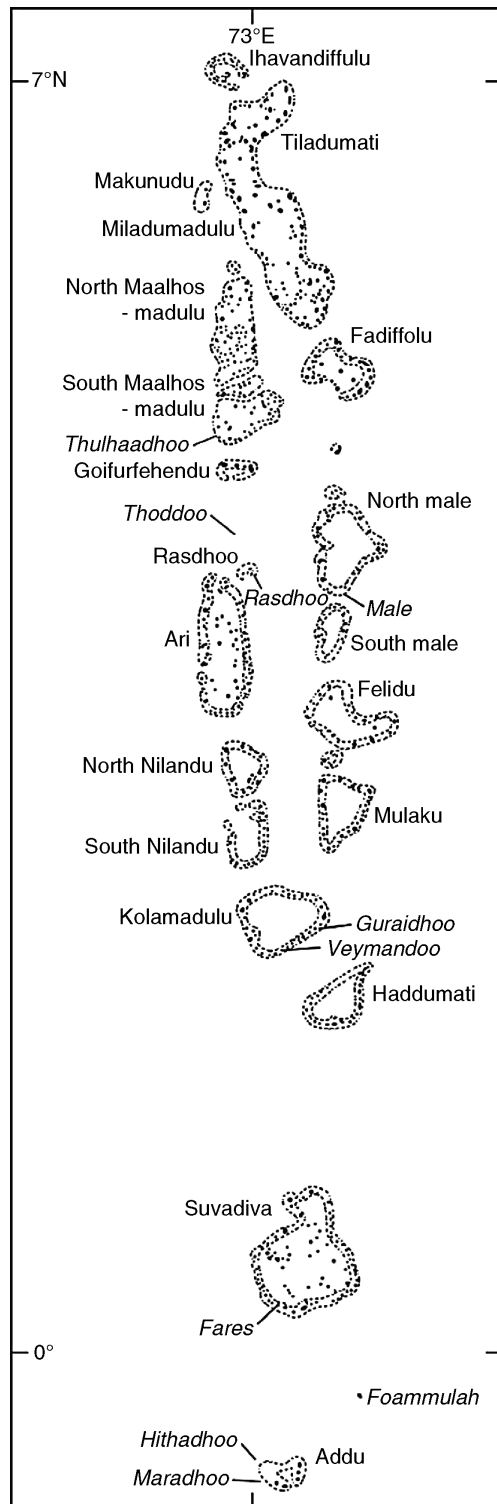 73°E
Ihavandiffulu
7°N
Tiladumati
Makunudu
Miladumadulu
North Maalhos
- madulu
Fadiffolu
South Maalhos
- madulu
Thulhaadhoo
Goifurfehendu
North male
Thoddoo
Rasdhoo
Rasdhoo
Male
Ari
South male
Felidu
North Nilandu
Mulaku
South Nilandu
Kolamadulu
Guraidhoo
Veymandoo
Haddumati
Suvadiva
Fares
0°
Foammulah
Hithadhoo
Addu
Maradhoo